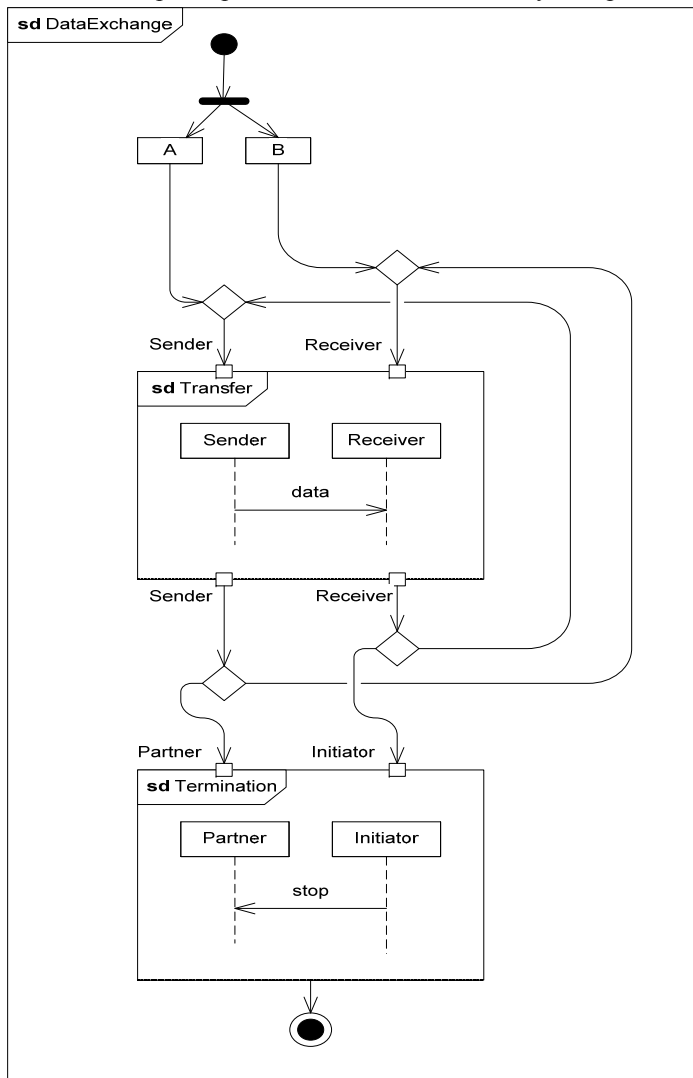 sd DataExchange
A
B
Sender
Receiver
sd Transfer
Sender
Receiver
data
Sender
Receiver
Partner
Initiator
sd Termination
Partner
Initiator
stop